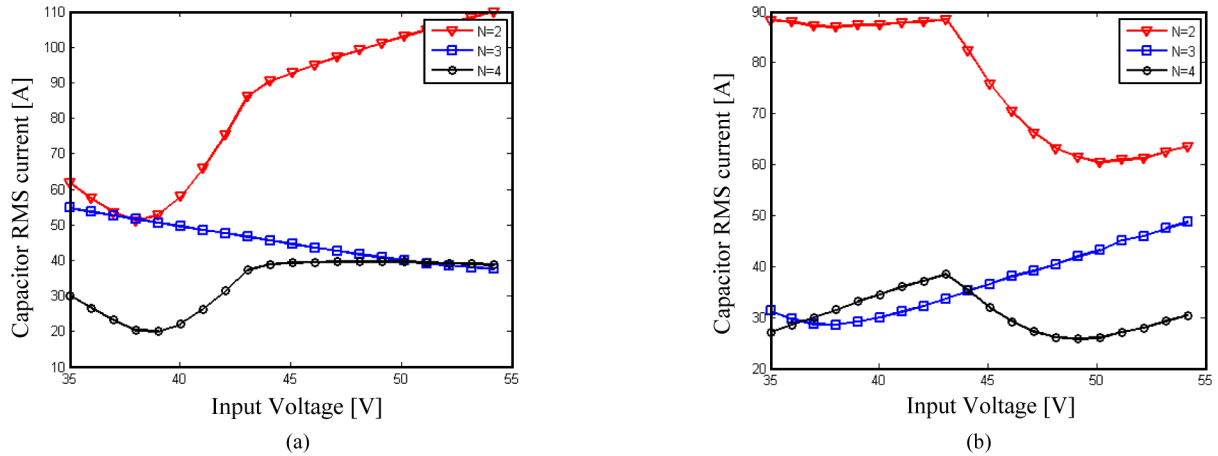 110
100
90
80
70
60
50
40
30
20
10
Capacitor RMS current [A]
N=2
N=3
N=4
35
40
45
50
55
Input Voltage [V]
(a)
90
80
70
60
50
40
30
20
Capacitor RMS current [A]
N=2
N=3
N=4
35
40
45
50
55
Input Voltage [V]
(b)